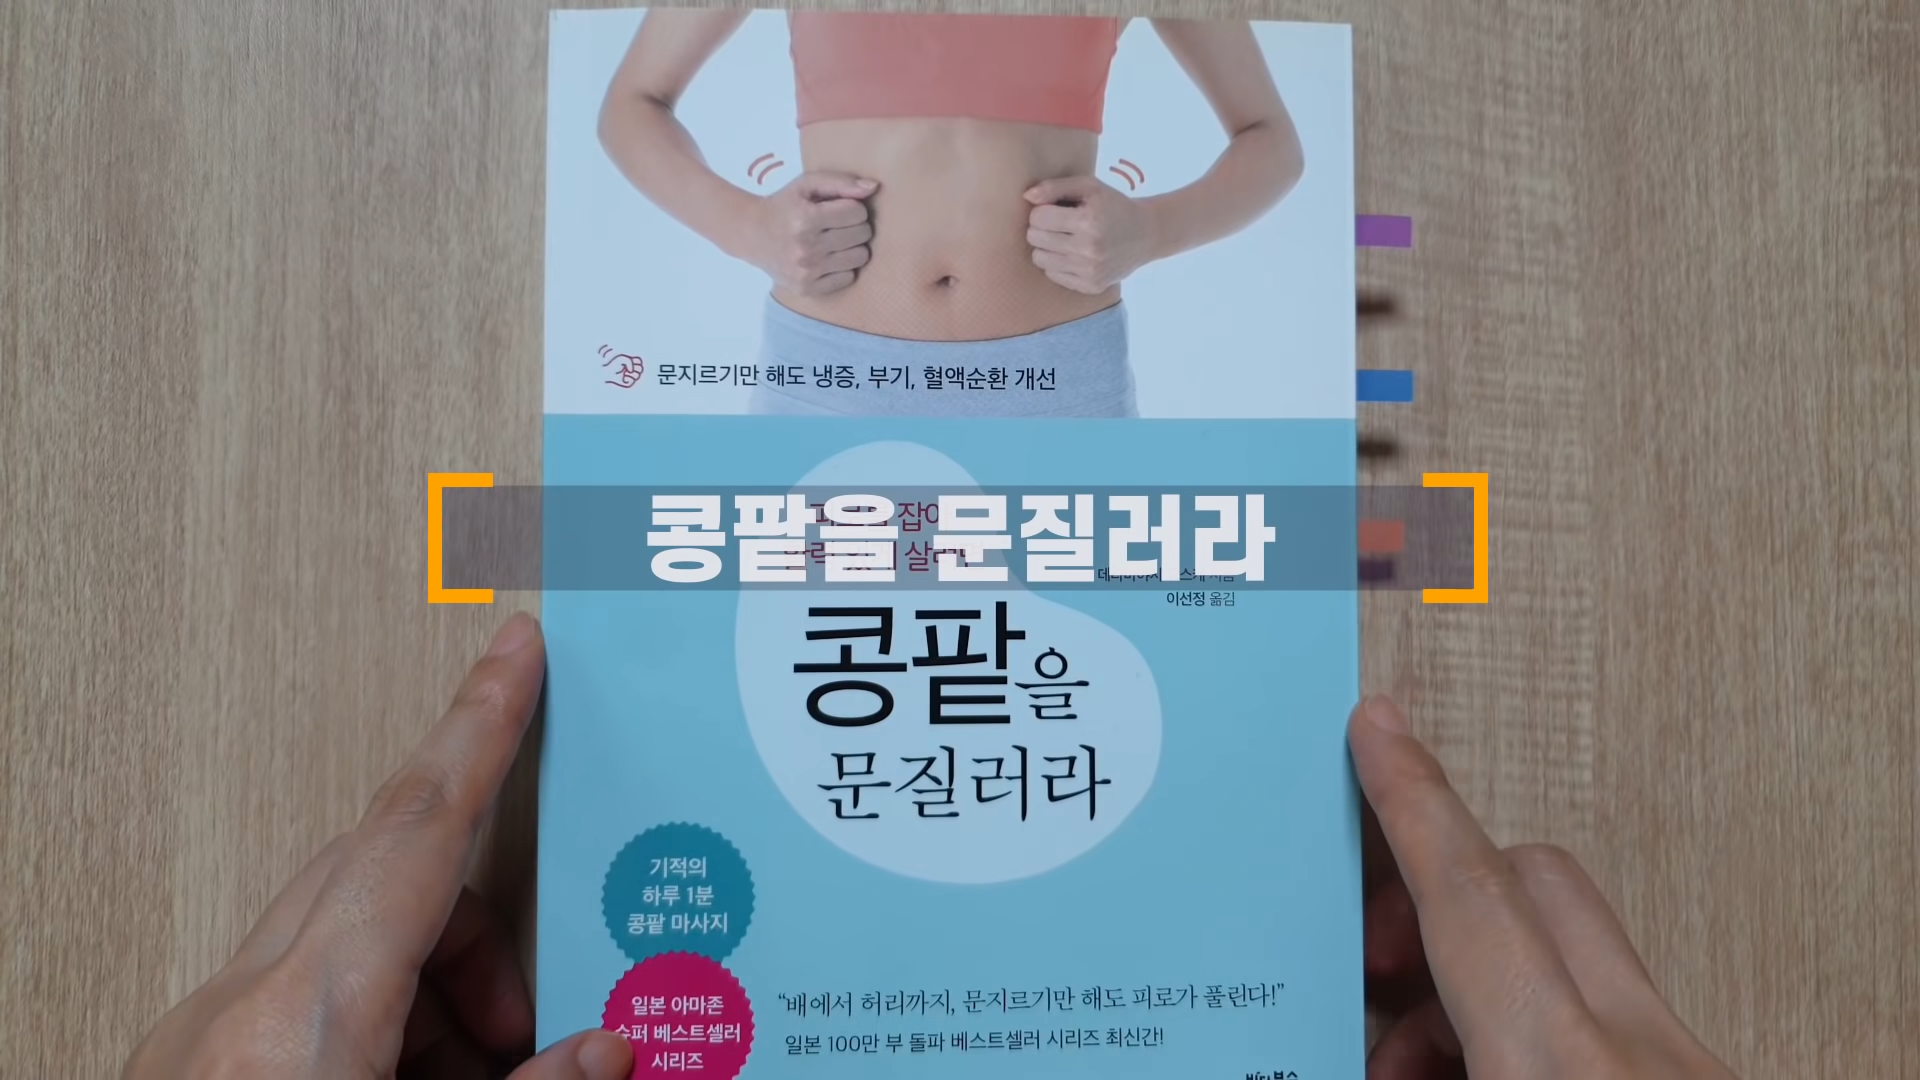 문지르기만 해도 냉증, 부기, 혈액순환 개선
콩팥을 문질러라
잡아
이선정 옮김
콩팥을
문질러라
기적의
하루 1분
콩팥 마사지
일본 아마존
슈퍼 베스트셀러
시리즈
“배에서 허리까지, 문지르기만 해도 피로가 풀린다!”
일본 100만 부 돌파 베스트셀러 시리즈 최신간!